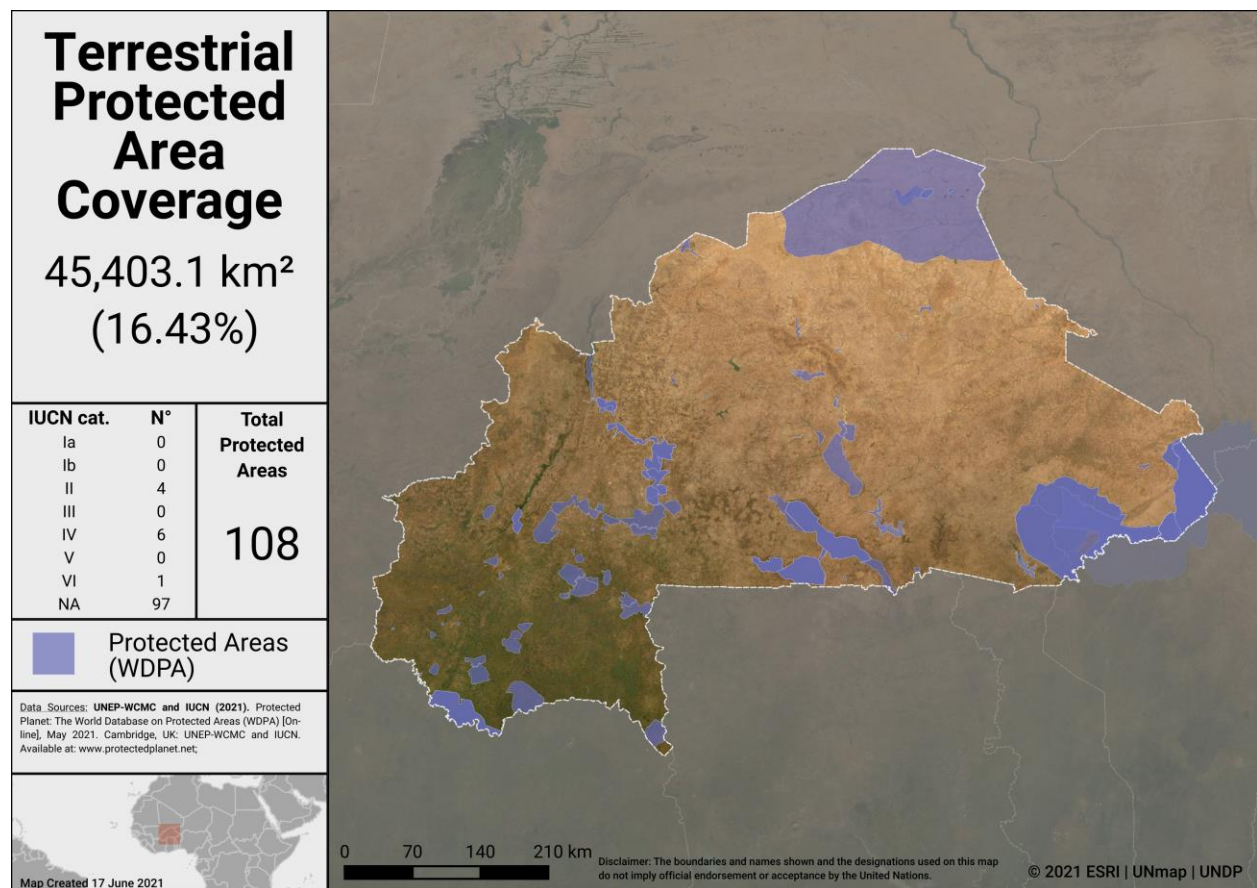 Terrestrial
Protected
Area
Coverage
45,403.1 km²
(16.43%)
IUCN cat. N°
Ia 0
Ib 0
II 4
III 0
IV 6
V 0
VI 1
NA 97
Total
Protected
Areas
108
Protected Areas
(WDPA)
Data Sources: UNEP-WCMC and IUCN (2021). Protected
Planet: The World Database on Protected Areas (WDPA) [On-
line], May 2021. Cambridge, UK: UNEP-WCMC and IUCN.
Available at: www.protectedplanet.net;
Map Created 17 June 2021
0 70 140 210 km
Disclaimer: The boundaries and names shown and the designations used on this map
do not imply official endorsement or acceptance by the United Nations.
© 2021 ESRI | UNmap | UNDP